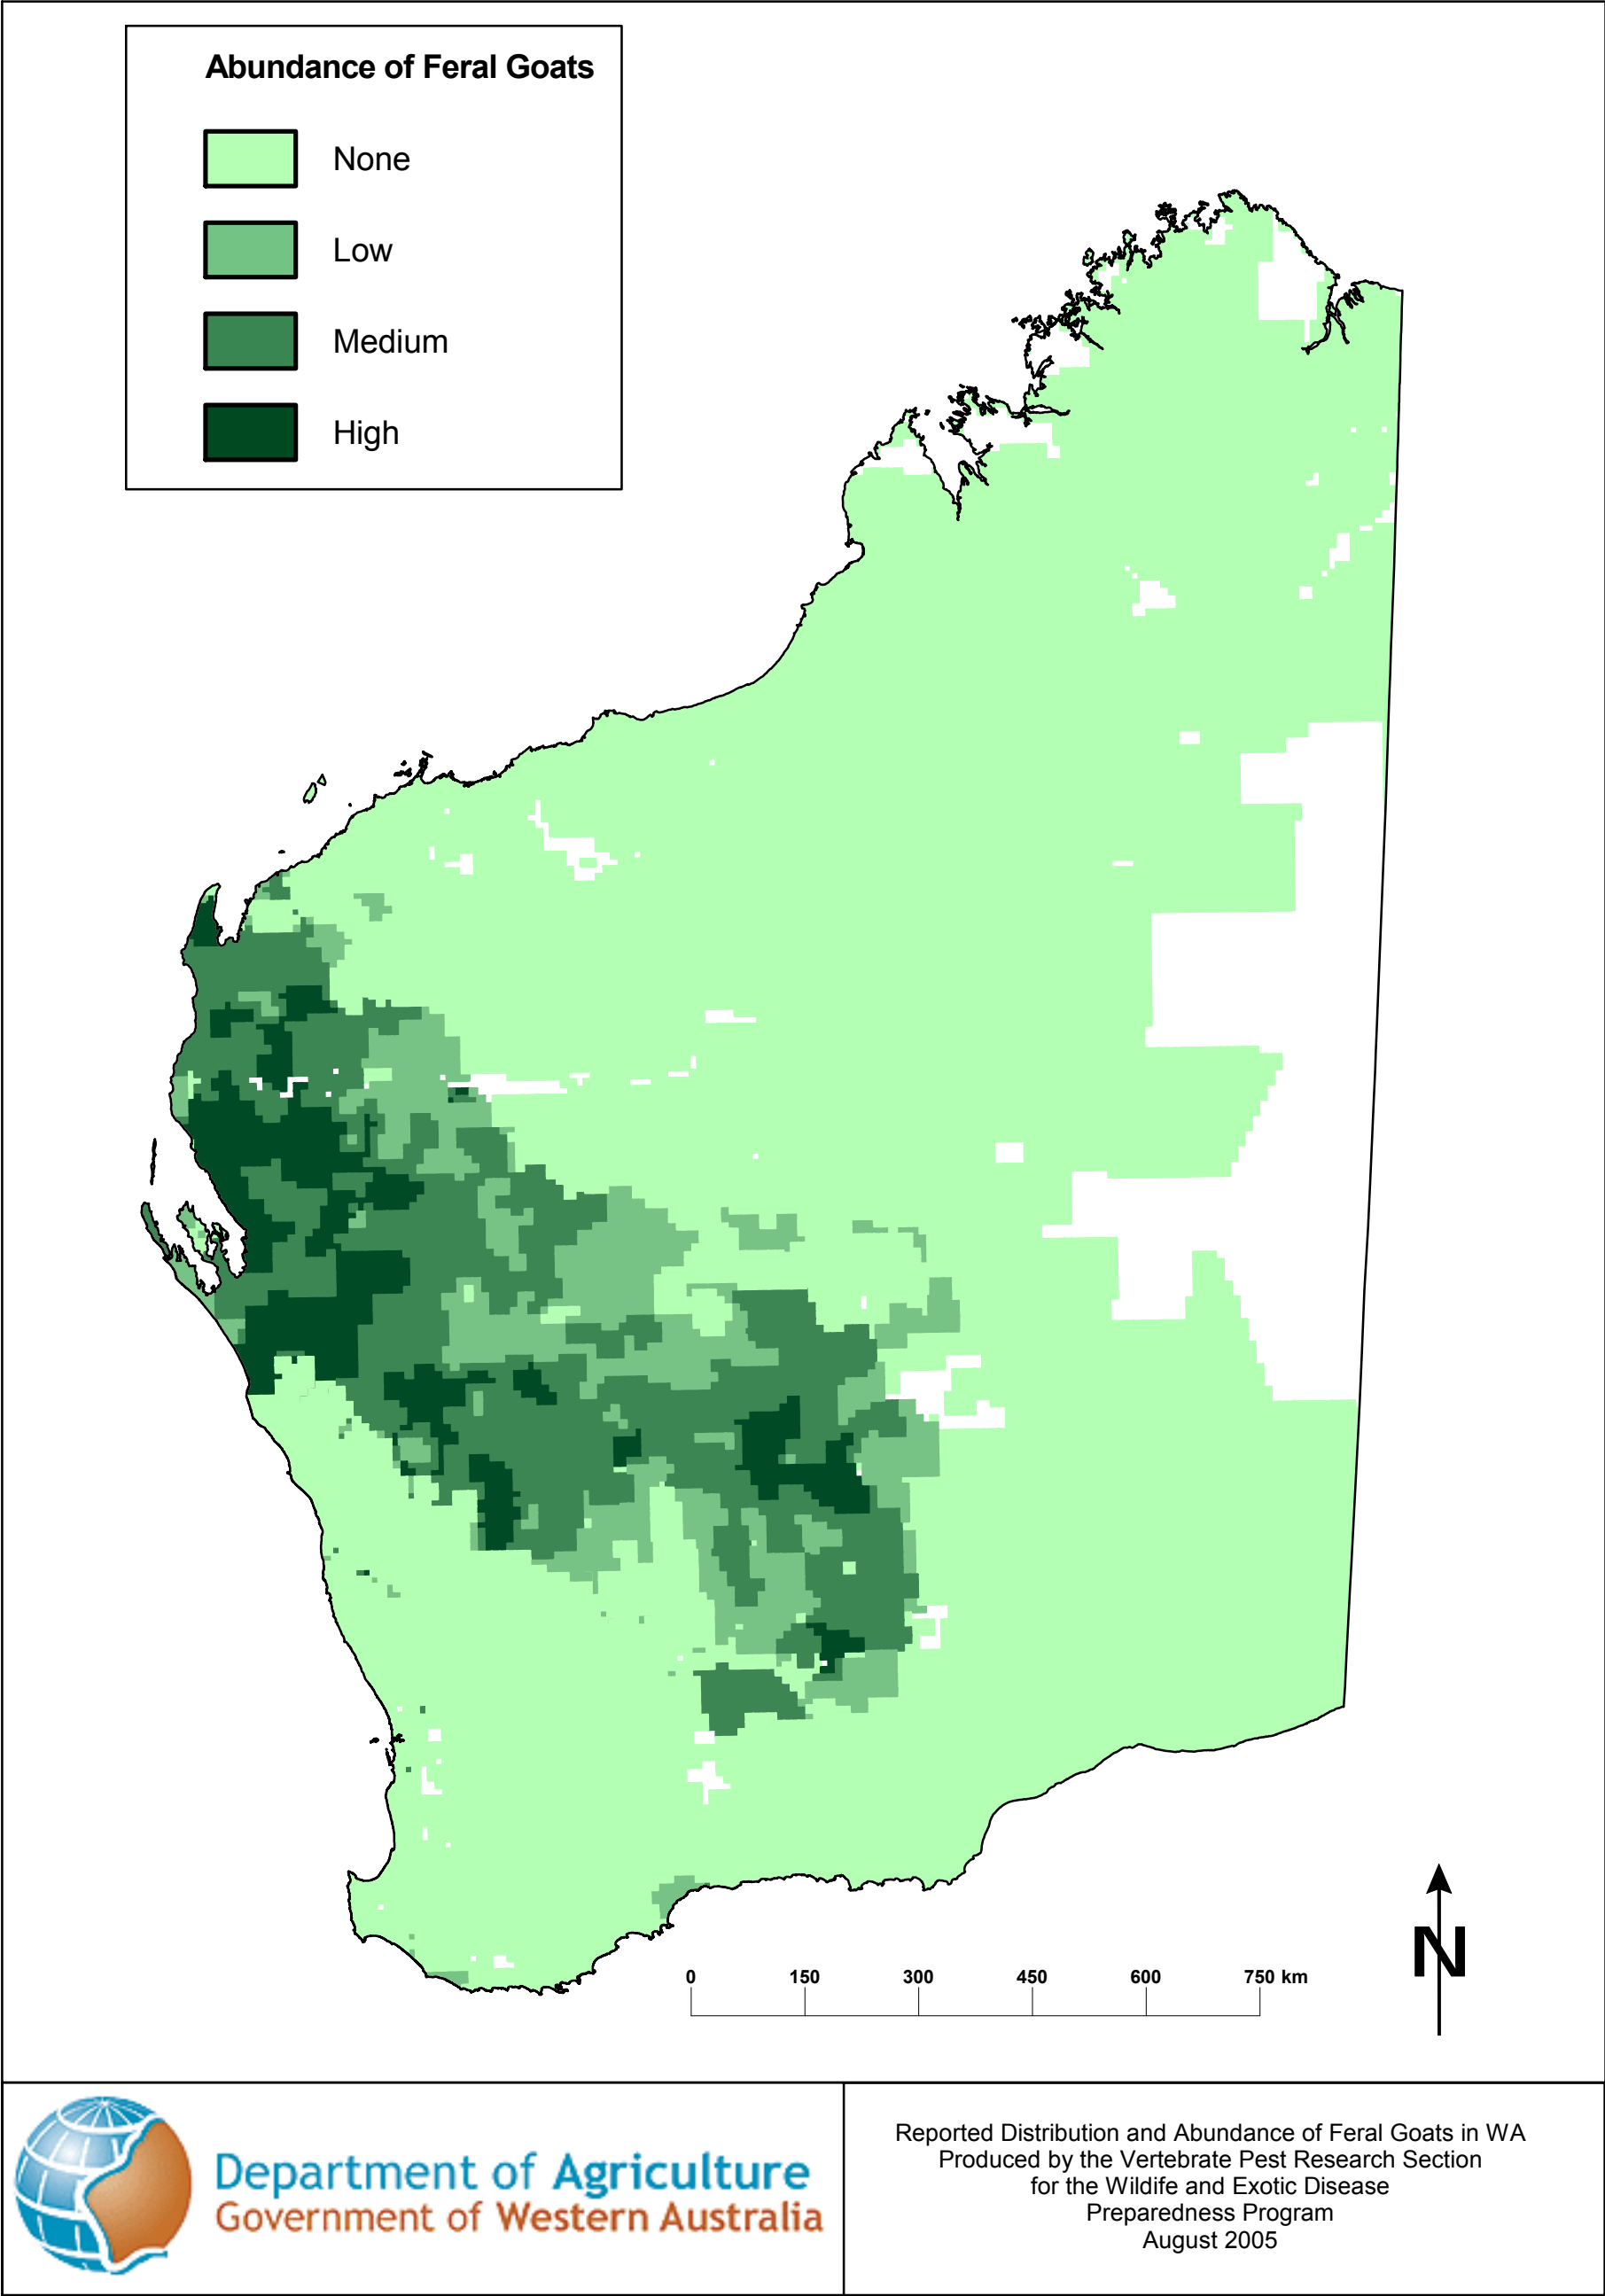 Abundance of Feral Goats
None
Low
Medium
High
0 150 300 450 600 750 km
N
Department of Agriculture
Government of Western Australia
Reported Distribution and Abundance of Feral Goats in WA
Produced by the Vertebrate Pest Research Section
for the Wildife and Exotic Disease
Preparedness Program
August 2005